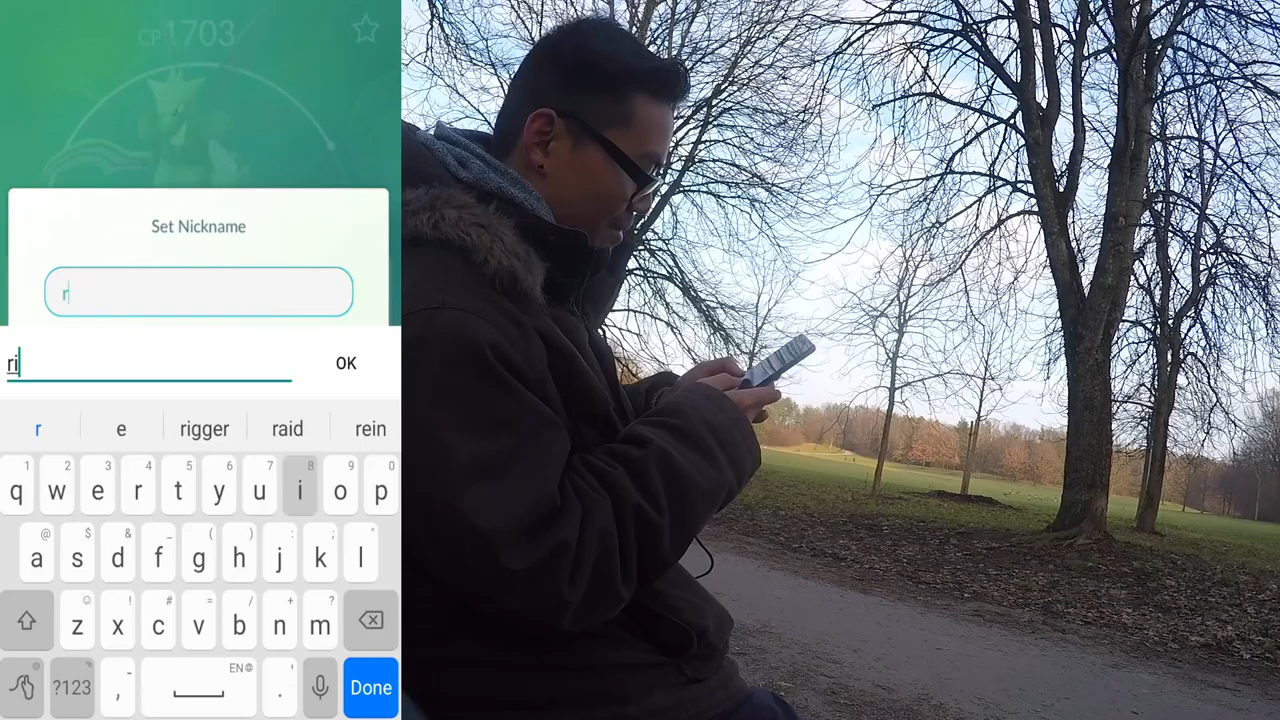 CP1703
Set Nickname
r
ri OK
r e rigger raid rein
1 2 3 4 5 6 7 8 9 0
q w e r t y u i o p
@ $ & _ ( ) : ; "
a s d f g h j k l
! # = / + ?
z x c v b n m
EN
?123 , . Done